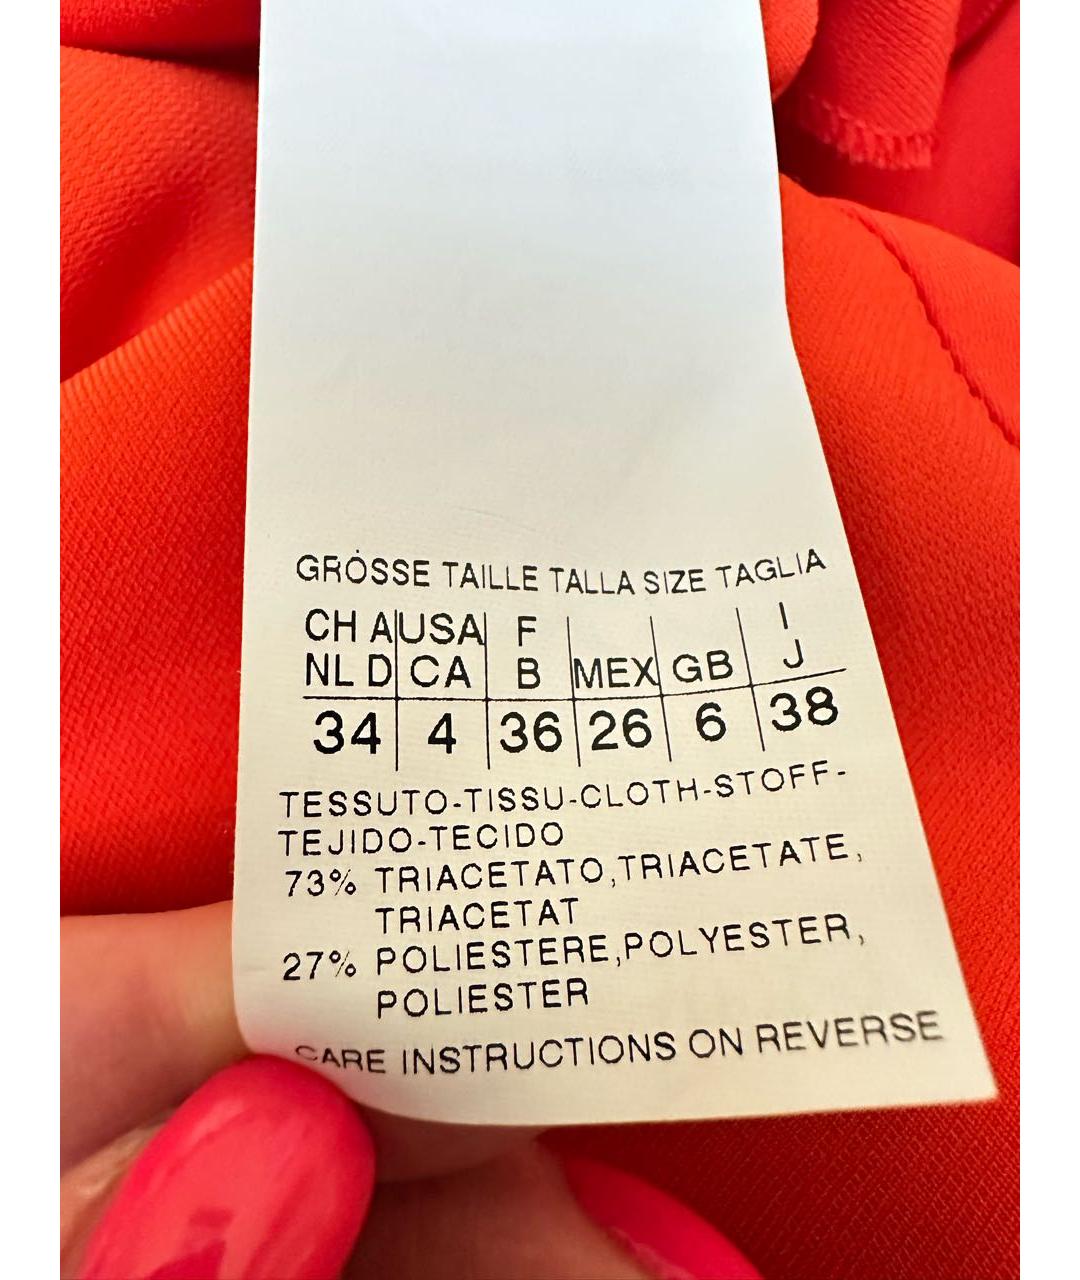 GRÖSSE TAILLE TALLA SIZE TAGLIA
CH A USA F I
NL D CA B MEX GB J
34 4 36 26 6 38
TESSUTO-TISSU-CLOTH-STOFF-
TEJIDO-TECIDO
73% TRIACETATO,TRIACETATE,
TRIACETAT
27% POLIESTERE,POLYESTER,
POLIESTER
CARE INSTRUCTIONS ON REVERSE